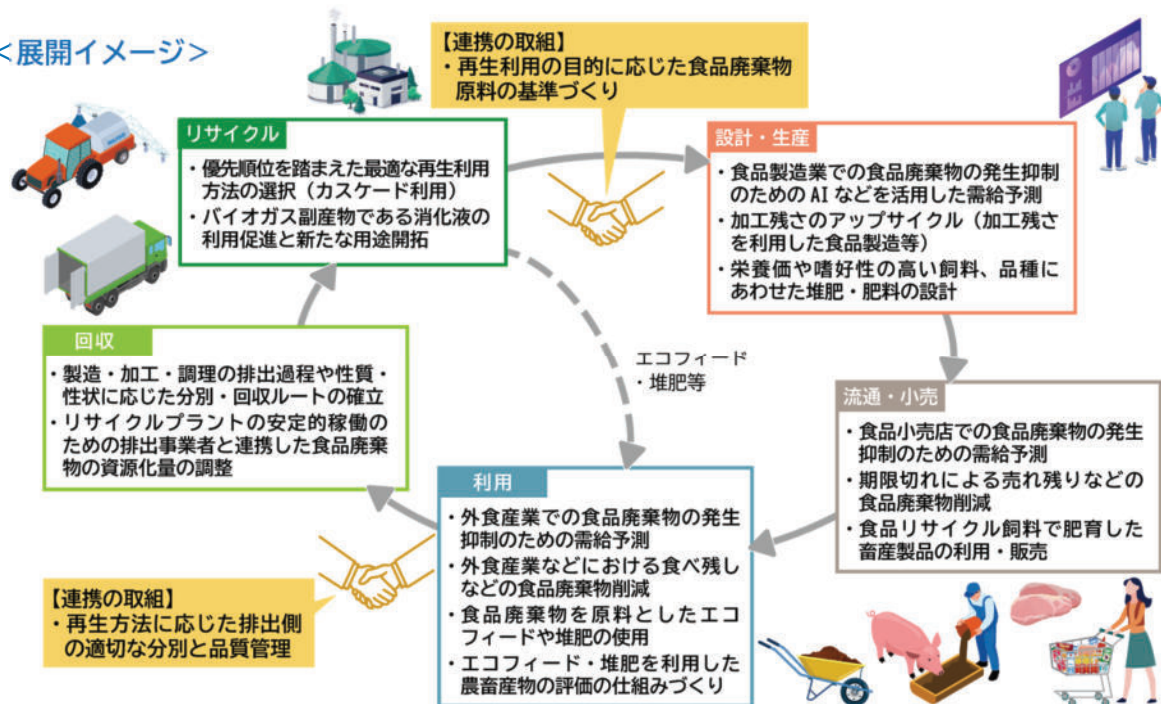 <展開イメージ>
【連携の取組】
・再生利用の目的に応じた食品廃棄物
原料の基準づくり
リサイクル
・優先順位を踏まえた最適な再生利用
方法の選択（カスケード利用）
・バイオガス副産物である消化液の
利用促進と新たな用途開拓
設計・生産
・食品製造業での食品廃棄物の発生抑制
のための AI などを活用した需給予測
・加工残さのアップサイクル（加工残さ
を利用した食品製造等）
・栄養価や嗜好性の高い飼料、品種に
あわせた堆肥・肥料の設計
エコフィード
・堆肥等
流通・小売
・食品小売店での食品廃棄物の発生
抑制のための需給予測
・期限切れによる売れ残りなどの
食品廃棄物削減
・食品リサイクル飼料で肥育した
畜産製品の利用・販売
利用
・外食産業での食品廃棄物の発生
抑制のための需給予測
・外食産業などにおける食べ残し
などの食品廃棄物削減
・食品廃棄物を原料としたエコ
フィードや堆肥の使用
・エコフィード・堆肥を利用した
農畜産物の評価の仕組みづくり
回収
・製造・加工・調理の排出過程や性質・
性状に応じた分別・回収ルートの確立
・リサイクルプラントの安定的稼働の
ための排出事業者と連携した食品廃棄
物の資源化量の調整
【連携の取組】
・再生方法に応じた排出側
の適切な分別と品質管理